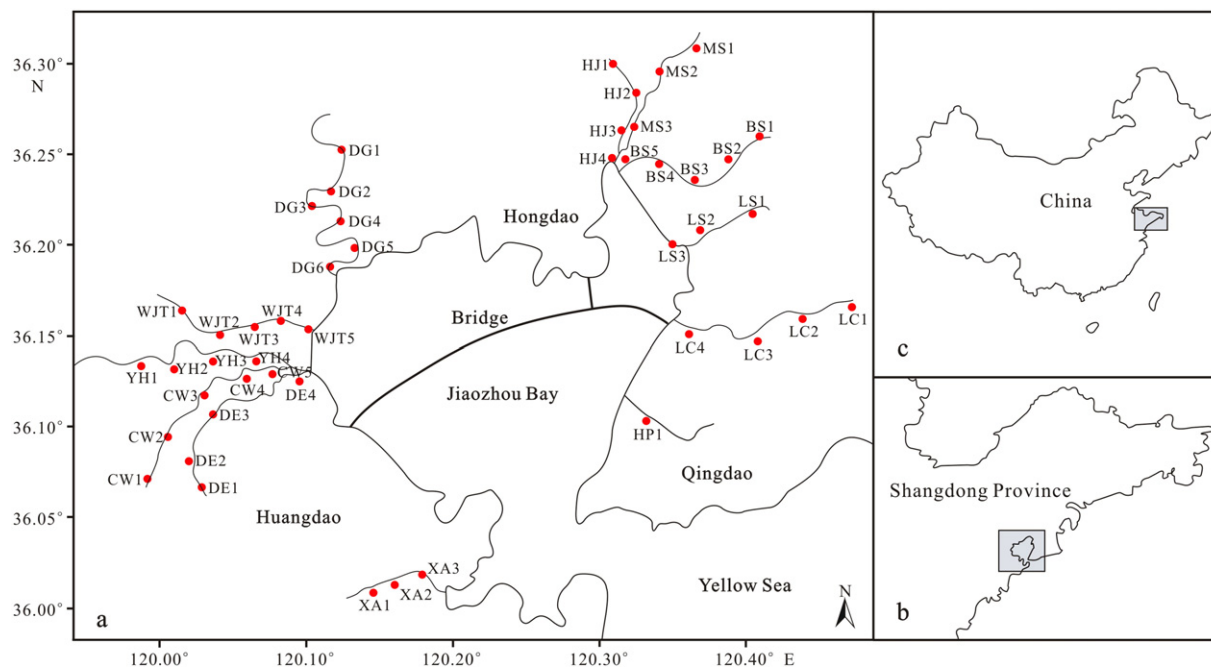 36.30°
N
36.25°
36.20°
36.15°
36.10°
36.05°
36.00°
120.00°
120.10°
120.20°
120.30°
120.40° E
MS1
HJ1
MS2
HJ2
MS3
HJ3
BS1
HJ4
BS5
BS2
BS4
BS3
DG1
DG2
DG3
DG4
DG5
DG6
Hongdao
LS1
LS2
LS3
WJT1
WJT2
WJT3
WJT4
WJT5
Bridge
LC1
LC2
LC3
LC4
YH1
YH2
YH3
YH4
CW5
CW4
CW3
CW2
CW1
DE4
DE3
DE2
DE1
Jiaozhou Bay
HP1
Qingdao
Huangdao
XA3
XA2
XA1
Yellow Sea
N
a
China
c
Shangdong Province
b